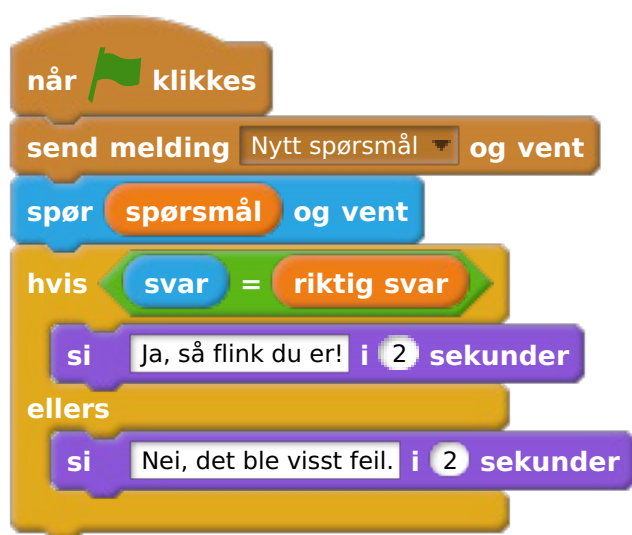 når klikkes
send melding Nytt spørsmål og vent
spør spørsmål og vent
hvis svar = riktig svar
si Ja, så flink du er! i 2 sekunder
ellers
si Nei, det ble visst feil. i 2 sekunder